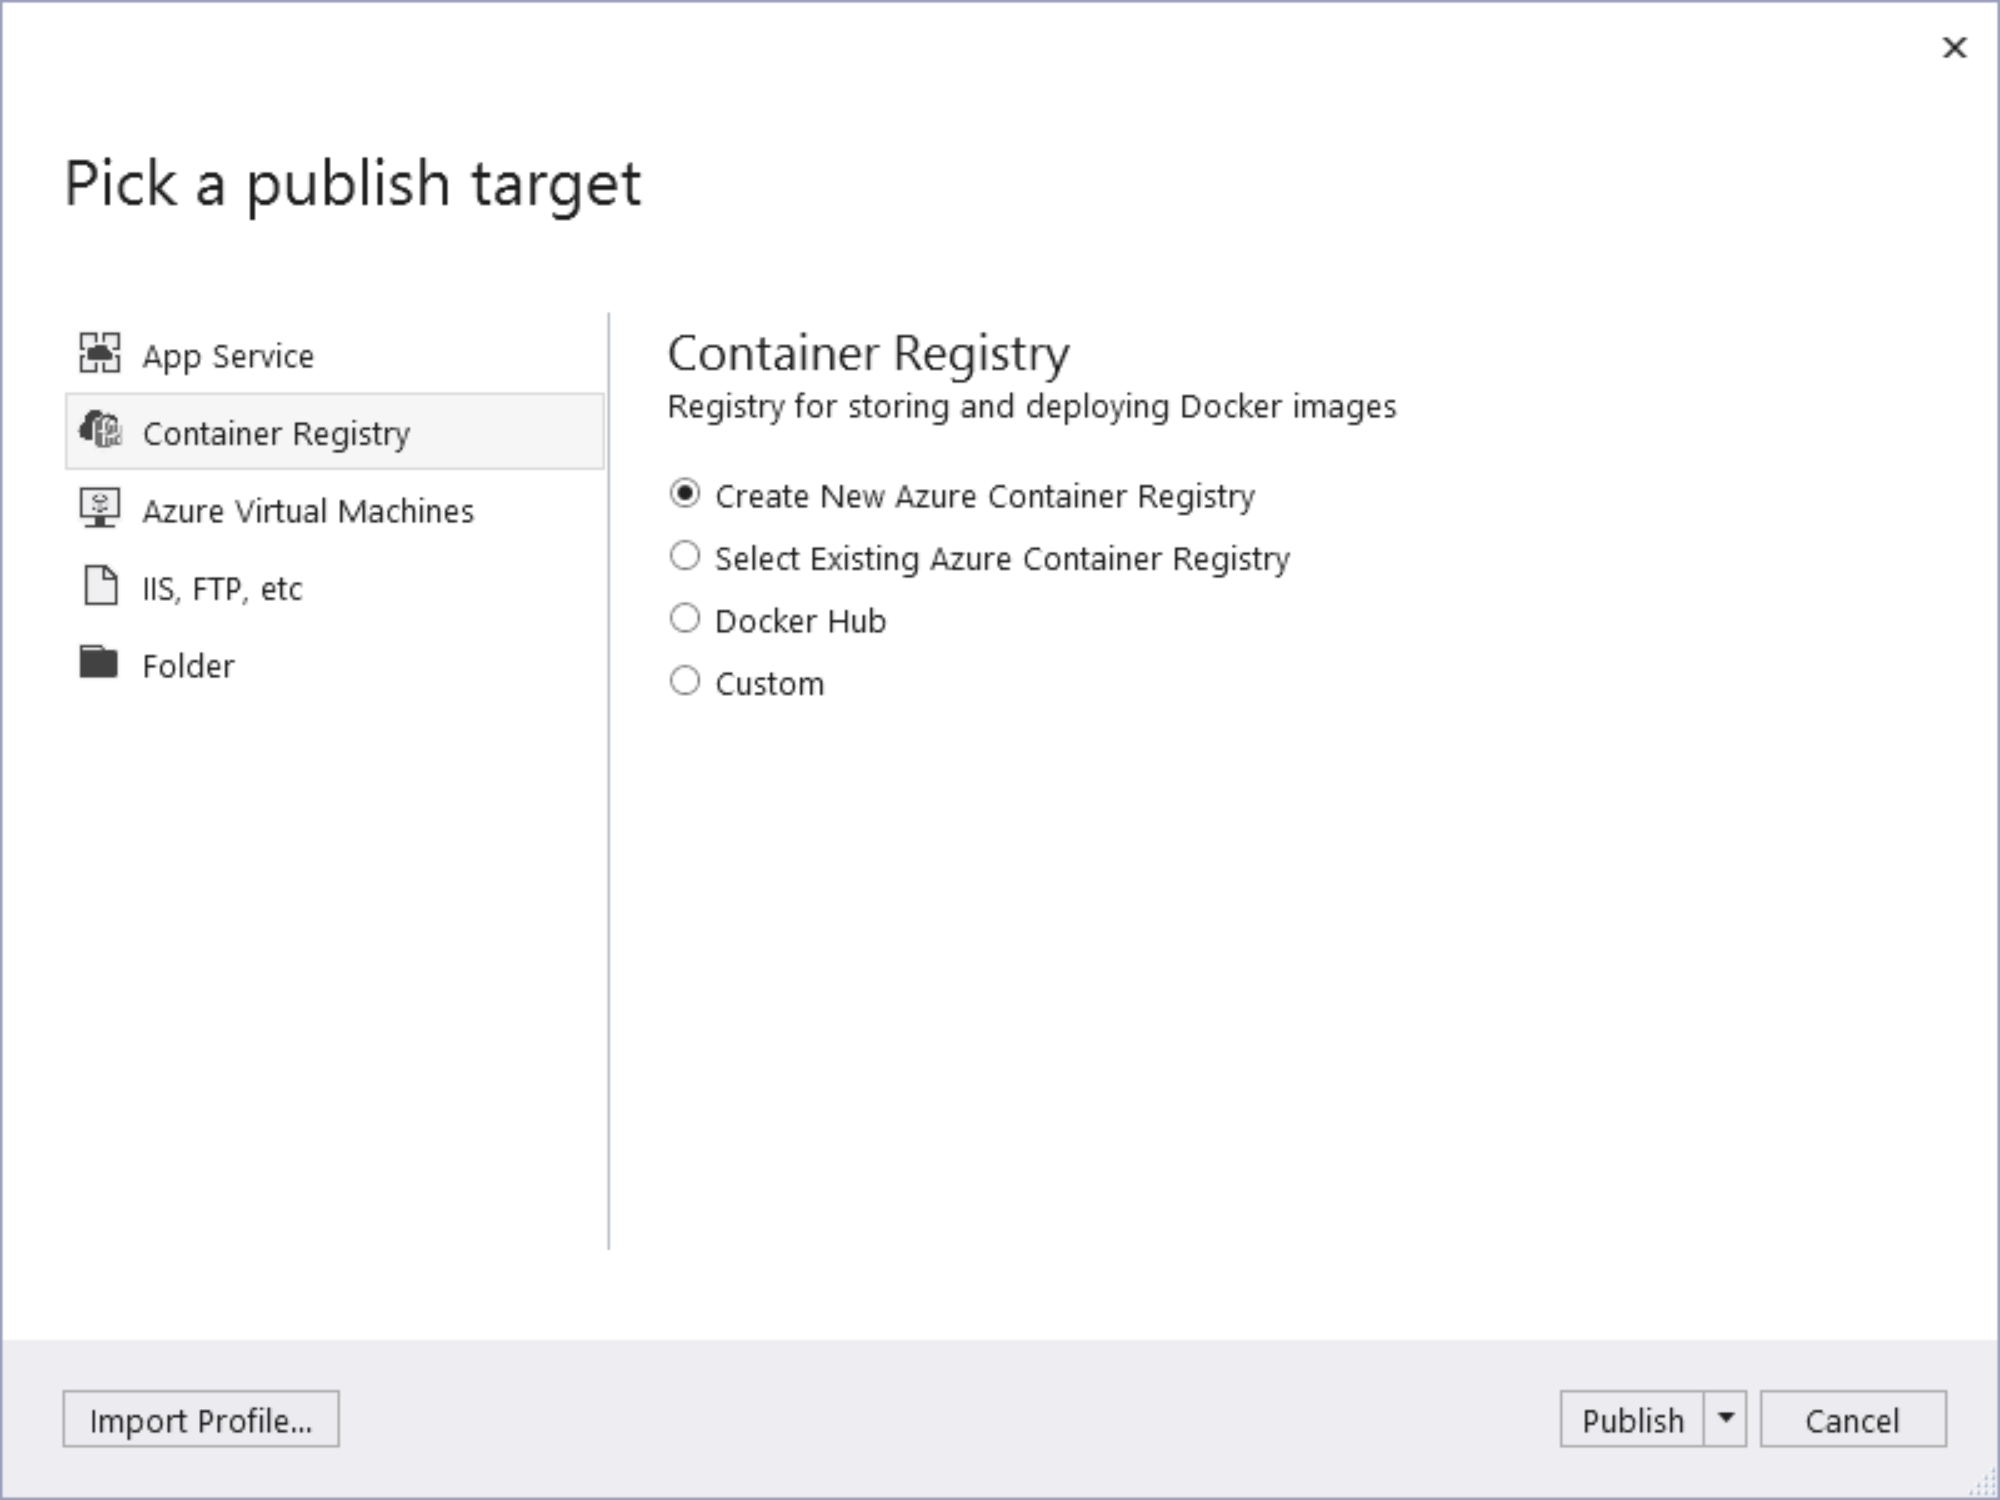 Pick a publish target
App Service
Container Registry
Azure Virtual Machines
IIS, FTP, etc
Folder
Container Registry
Registry for storing and deploying Docker images
Create New Azure Container Registry
Select Existing Azure Container Registry
Docker Hub
Custom
Import Profile...
Publish
Cancel